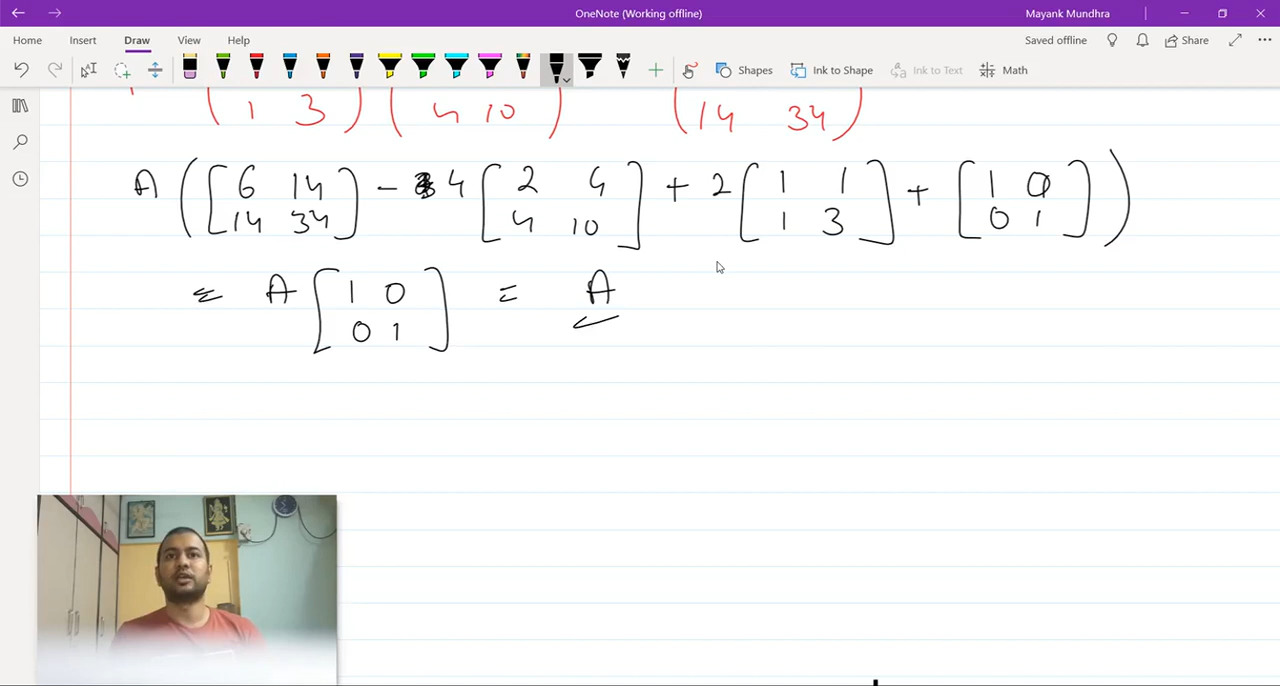 OneNote (Working offline)
Mayank Mundhra
Home Insert Draw View Help
Saved offline Share
Shapes Ink to Shape Ink to Text Math
1 3 4 10 14 34
A ( [ 6 14 - 4 [ 2 4 ] + 2 [ 1 1 ] + [ 1 0 ] )
14 34 ] 4 10 1 3 0 1
= A [ 1 0 ] = A
0 1